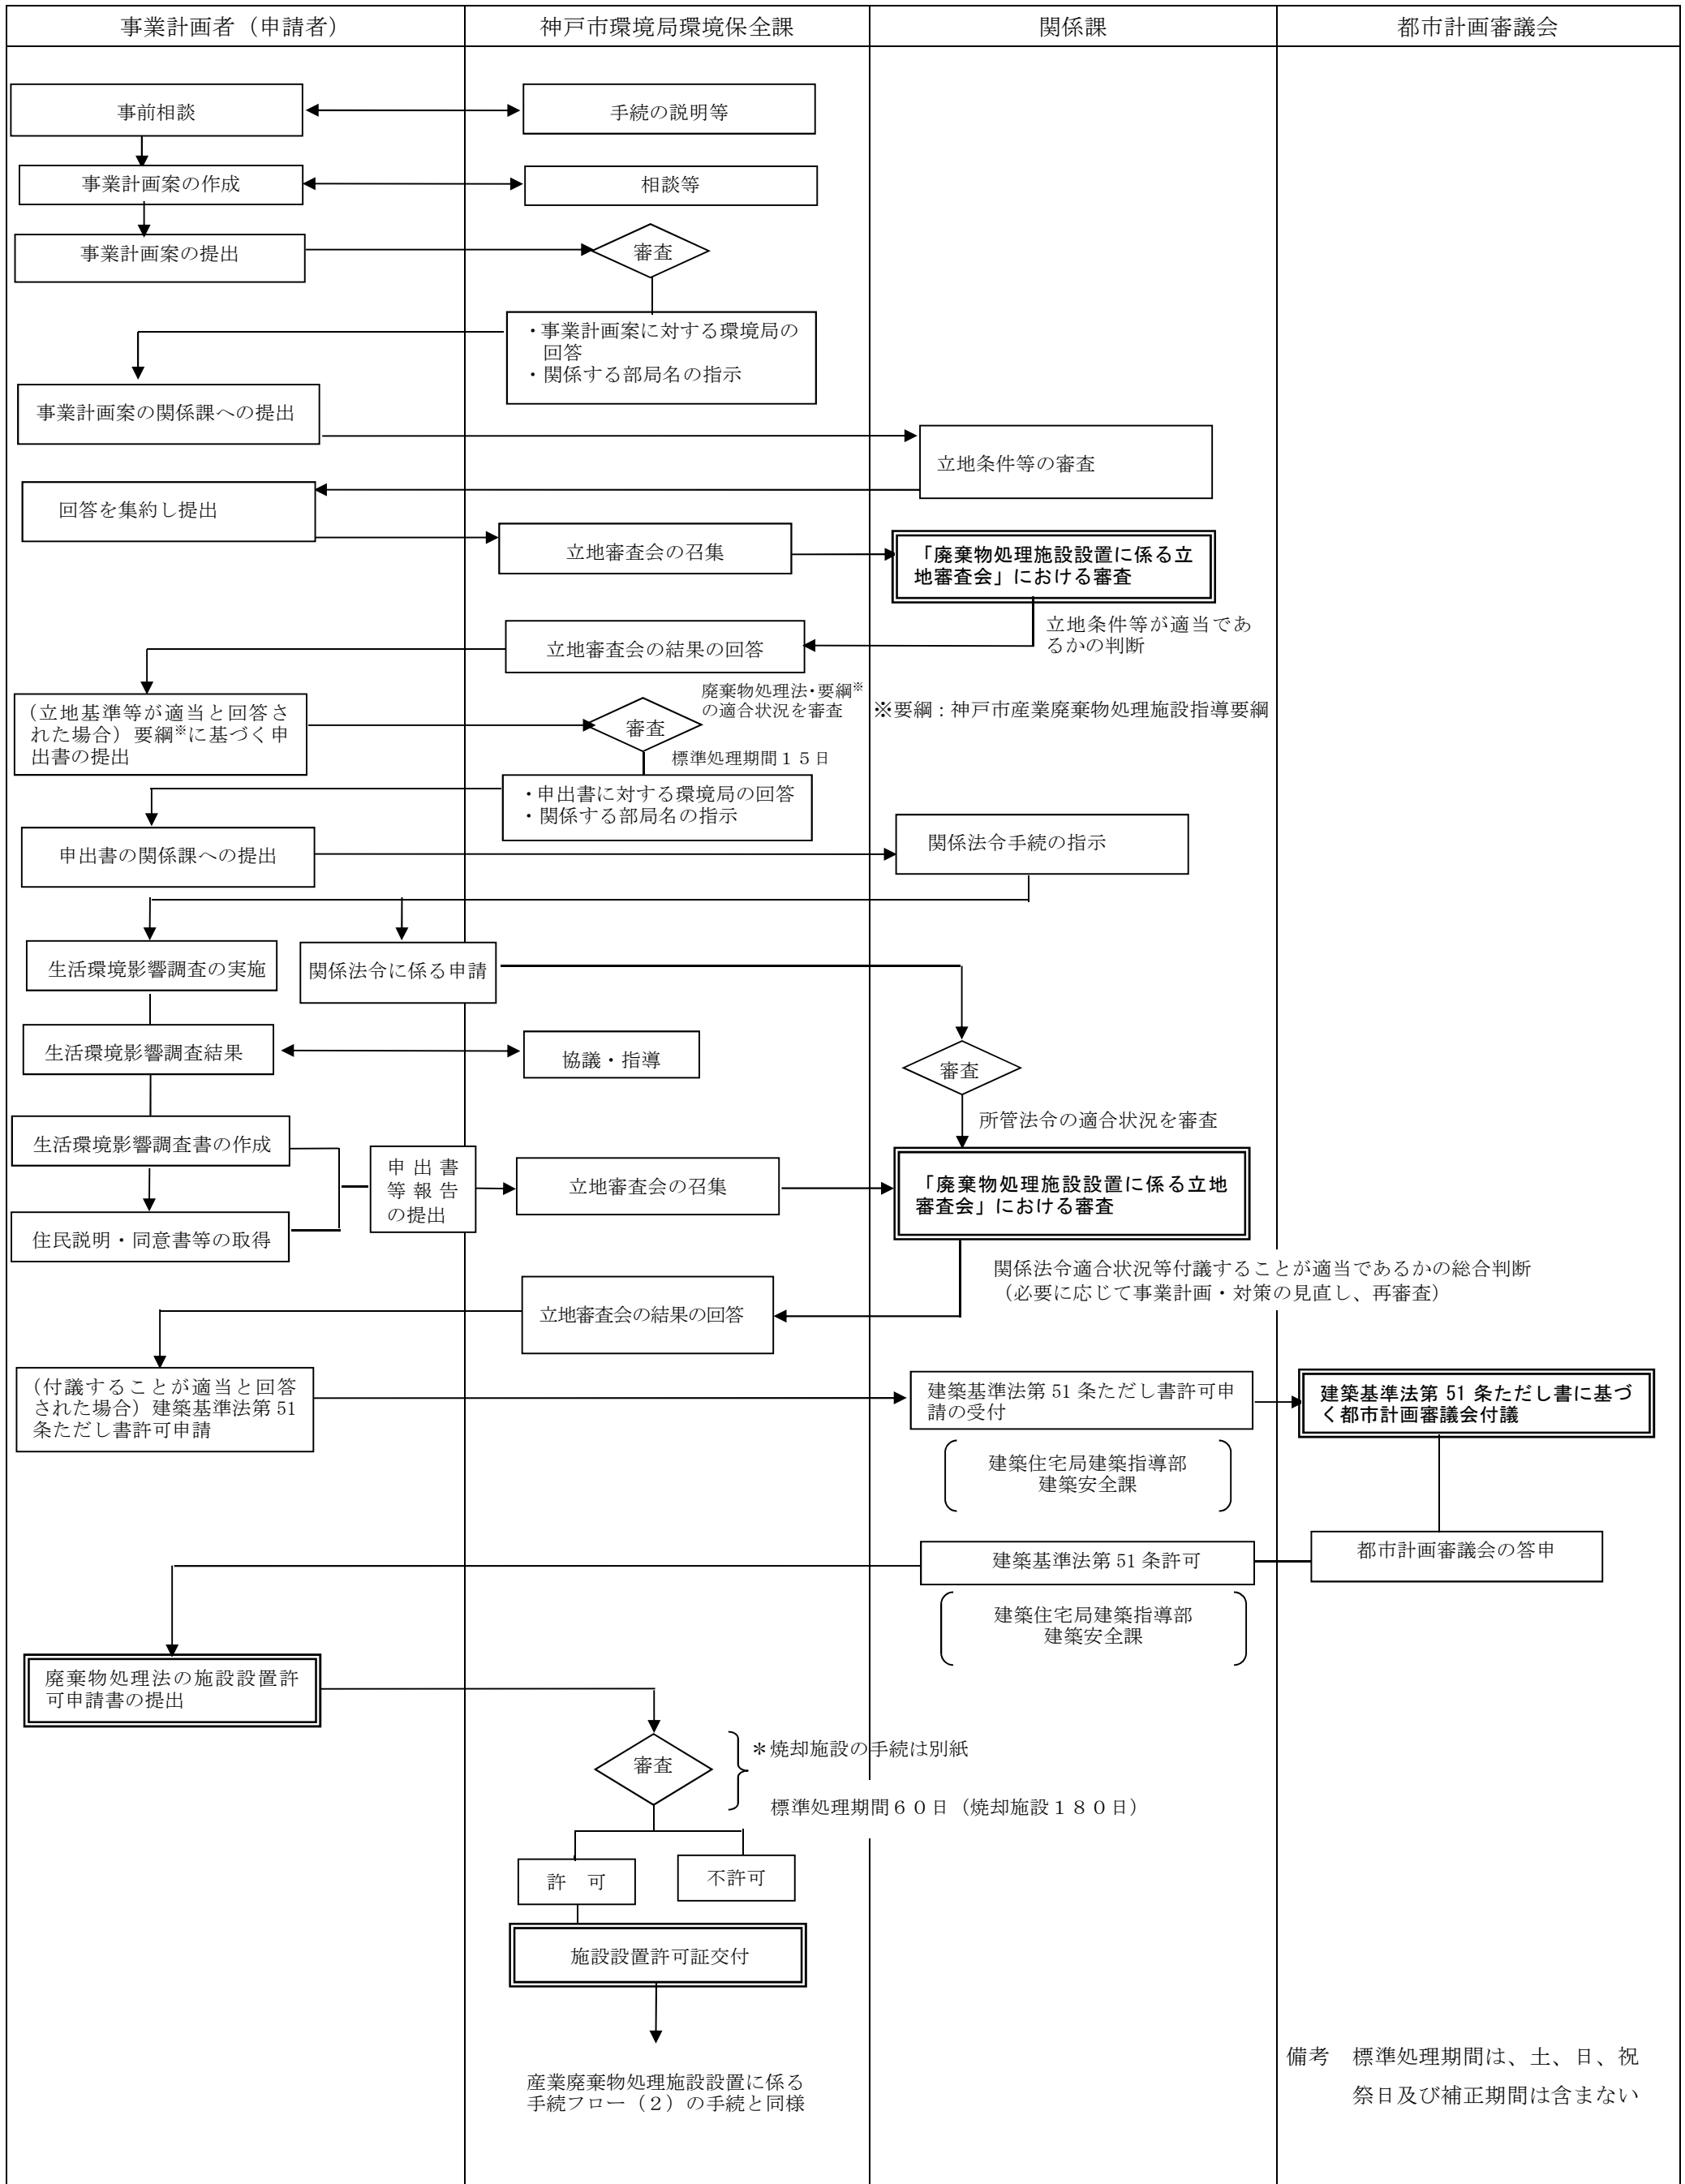 事業計画者（申請者）
神戸市環境局環境保全課
関係課
都市計画審議会
事前相談
手続の説明等
事業計画案の作成
相談等
事業計画案の提出
審査
・事業計画案に対する環境局の
回答
・関係する部局名の指示
事業計画案の関係課への提出
立地条件等の審査
回答を集約し提出
立地審査会の召集
「廃棄物処理施設設置に係る立
地審査会」における審査
立地条件等が適当であ
るかの判断
立地審査会の結果の回答
（立地基準等が適当と回答さ
れた場合）要綱※に基づく申
出書の提出
審査
廃棄物処理法・要綱※
の適合状況を審査
標準処理期間１５日
※要綱：神戸市産業廃棄物処理施設指導要綱
・申出書に対する環境局の回答
・関係する部局名の指示
申出書の関係課への提出
関係法令手続の指示
生活環境影響調査の実施
関係法令に係る申請
生活環境影響調査結果
協議・指導
審査
所管法令の適合状況を審査
生活環境影響調査書の作成
住民説明・同意書等の取得
申出書
等報告
の提出
立地審査会の召集
「廃棄物処理施設設置に係る立地
審査会」における審査
関係法令適合状況等付議することが適当であるかの総合判断
（必要に応じて事業計画・対策の見直し、再審査）
立地審査会の結果の回答
（付議することが適当と回答
された場合）建築基準法第 51
条ただし書許可申請
建築基準法第 51 条ただし書許可申
請の受付
建築住宅局建築指導部
建築安全課
建築基準法第 51 条ただし書に基づ
く都市計画審議会付議
都市計画審議会の答申
建築基準法第 51 条許可
建築住宅局建築指導部
建築安全課
廃棄物処理法の施設設置許
可申請書の提出
審査
＊焼却施設の手続は別紙
標準処理期間６０日（焼却施設１８０日）
許　可
不許可
施設設置許可証交付
産業廃棄物処理施設設置に係る
手続フロー（２）の手続と同様
備考　標準処理期間は、土、日、祝
祭日及び補正期間は含まない